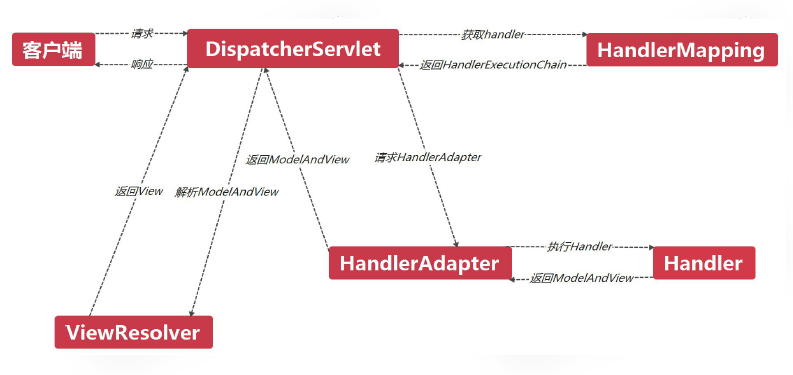 请求
获取handler
客户端
DispatcherServlet
HandlerMapping
响应
返回HandlerExecutionChain
返回ModelAndView
请求HandlerAdapter
返回View
解析ModelAndView
执行Handler
HandlerAdapter
Handler
返回ModelAndView
ViewResolver